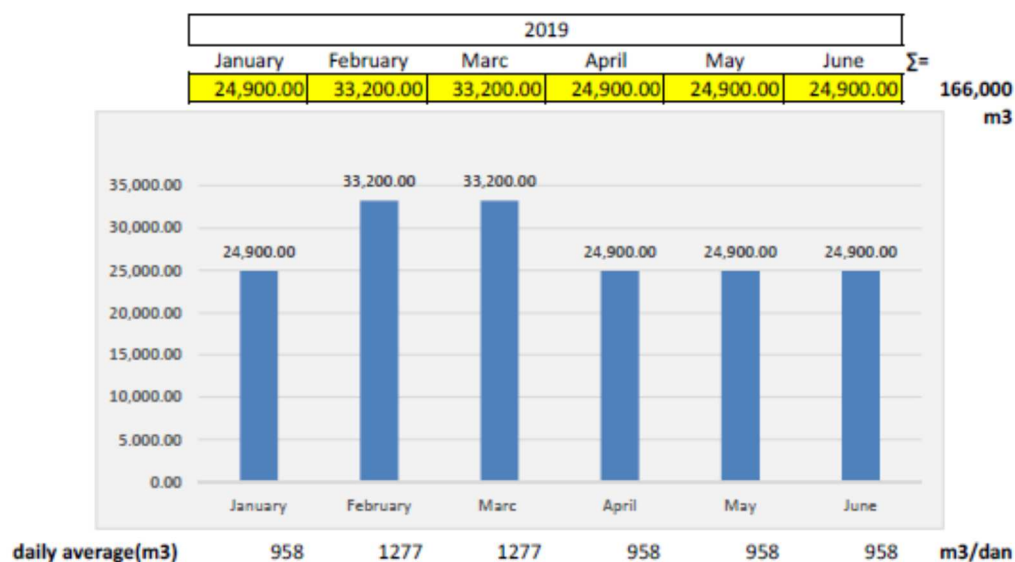 2019
January February Marc April May June ∑=
24,900.00 33,200.00 33,200.00 24,900.00 24,900.00 24,900.00 166,000
m3
35,000.00
30,000.00
25,000.00
20,000.00
15,000.00
10,000.00
5.000.00
0.00
24,900.00 33,200.00 33,200.00 24,900.00 24,900.00 24,900.00
January February Marc April May June
daily average(m3) 958 1277 1277 958 958 958 m3/dan